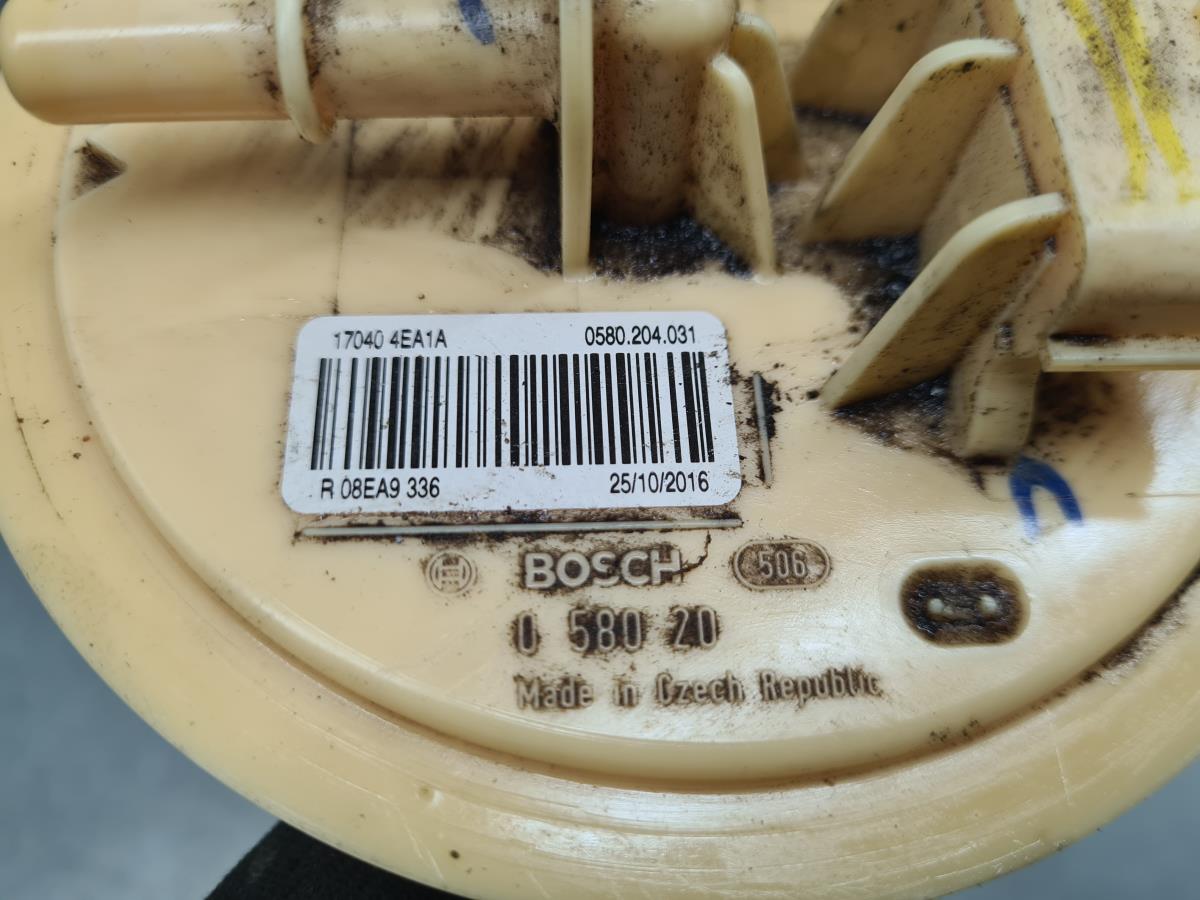 17040 4EA1A 0580.204.031
R 08EA9 336 25/10/2016
BOSCH 506
0 580 20
Made in Czech Republic